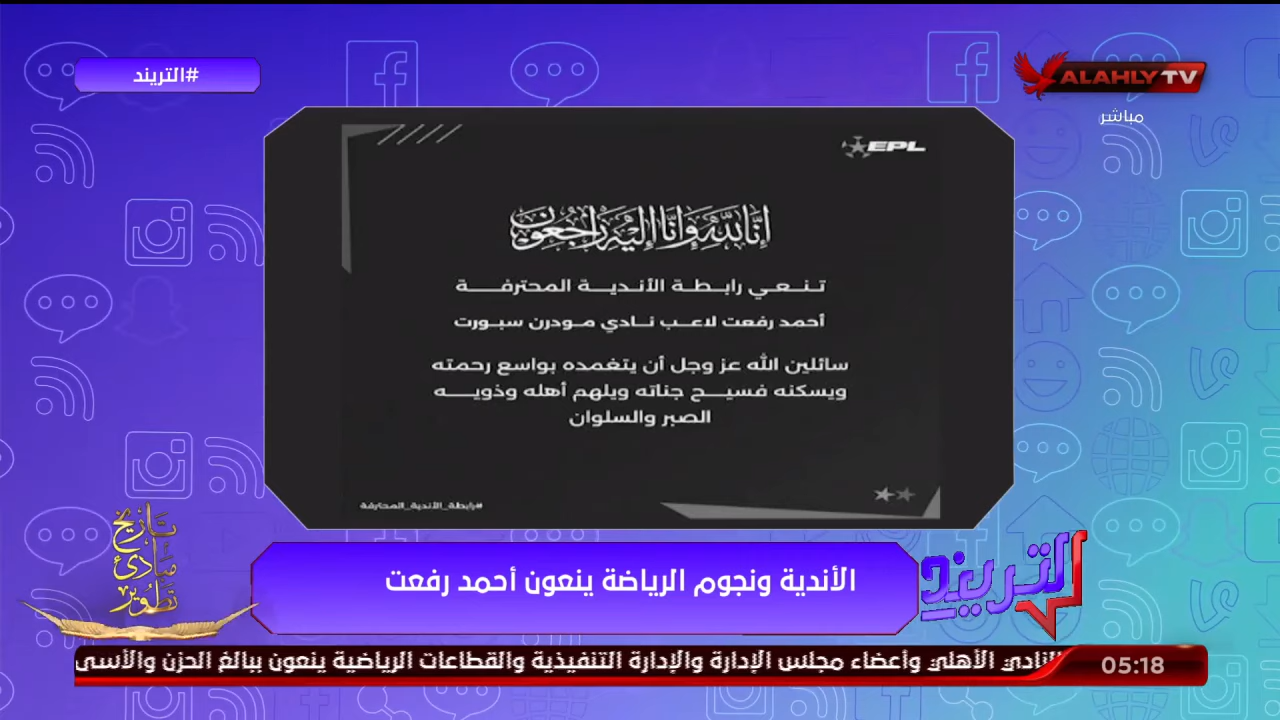 #التريند
ALAHLY TV
مباشر
EPL
إنا لله وإنا إليه راجعون
تنعي رابطة الأندية المحترفة
أحمد رفعت لاعب نادي مودرن سبورت
سائلين الله عز وجل أن يتغمده بواسع رحمته
ويسكنه فسيح جناته ويلهم أهله وذويه
الصبر والسلوان
#رابطة_الأندية_المحترفة
تاريخ
مبادئ
تطوير
الأندية ونجوم الرياضة ينعون أحمد رفعت
التريند
النادي الأهلي وأعضاء مجلس الإدارة والإدارة التنفيذية والقطاعات الرياضية ينعون ببالغ الحزن والأسى
05:18